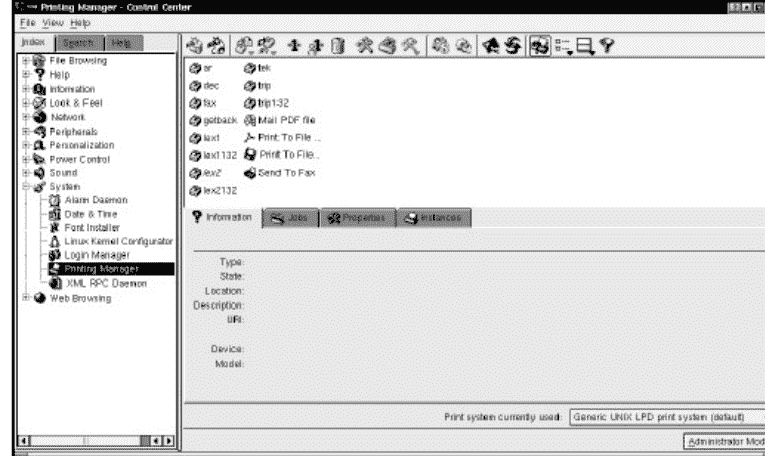 Printing Manager - Control Center
File View Help
Index Search Help
File Browsing
Help
Information
Look & Feel
Network
Peripherals
Personalization
Power Control
Sound
System
Alarm Daemon
Date & Time
Font Installer
Linux Kernel Configurator
Login Manager
Printing Manager
XML RPC Daemon
Web Browsing
ar tek
dec trip
fax trip132
getback Mail PDF file
lex1 Print To File ...
lex1132 Print To File...
lex2 Send To Fax
lex2132
Information Jobs Properties Instances
Type:
State:
Location:
Description:
URI:
Device:
Model:
Print system currently used: Generic UNIX LPD print system (default)
Administrator Mod